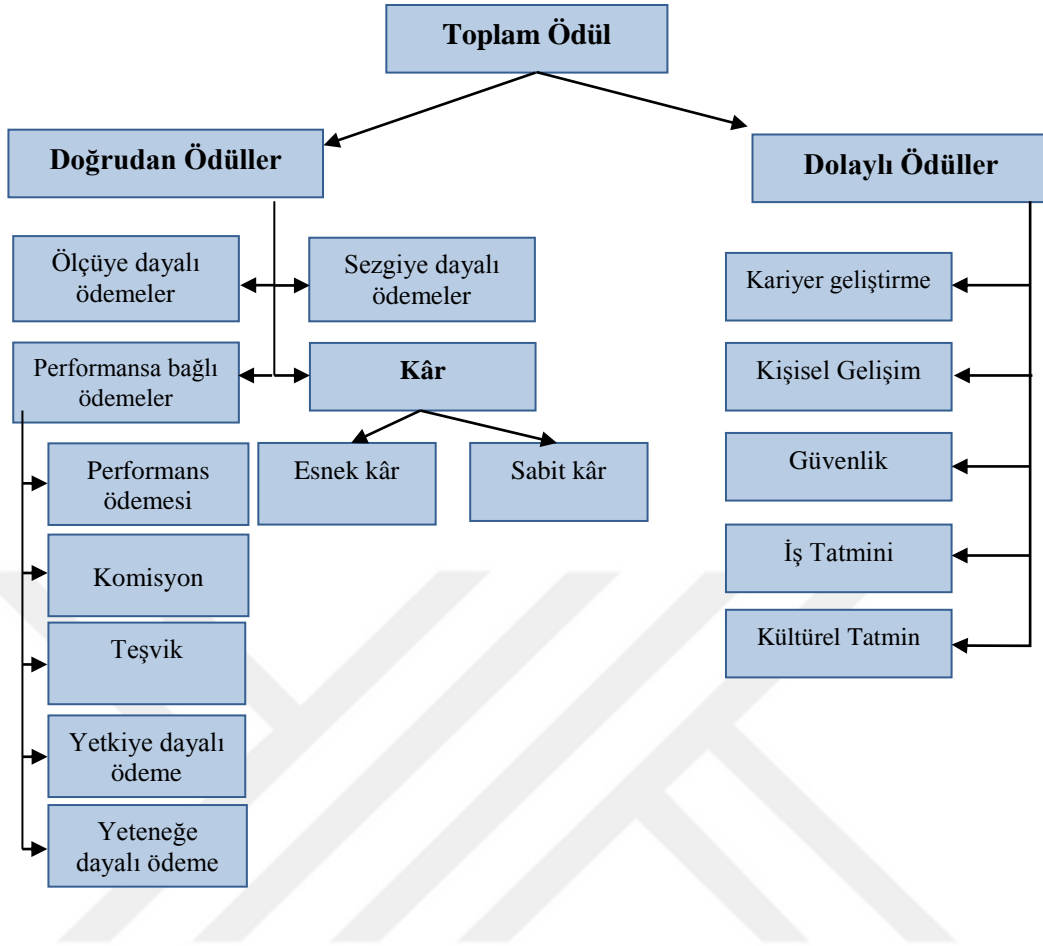 Toplam Ödül
Doğrudan Ödüller
Dolaylı Ödüller
Ölçüye dayalı
ödemeler
Sezgiye dayalı
ödemeler
Kariyer geliştirme
Performansa bağlı
ödemeler
Kâr
Kişisel Gelişim
Performans
ödemesi
Esnek kâr
Sabit kâr
Güvenlik
Komisyon
İş Tatmini
Teşvik
Kültürel Tatmin
Yetkiye dayalı
ödeme
Yeteneğe
dayalı ödeme